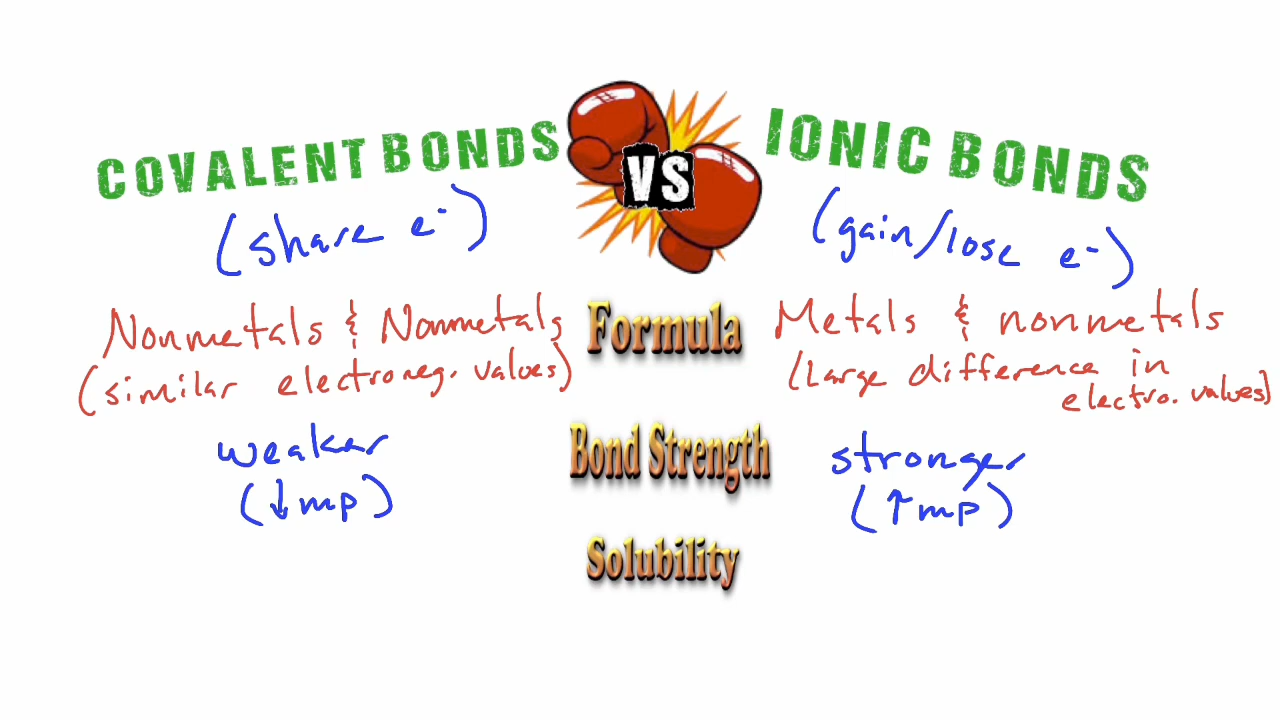 COVALENT BONDS VS IONIC BONDS
(share e⁻) (gain/lose e⁻)
Nonmetals & Nonmetals Formula Metals & nonmetals
(similar electroneg. values) (Large difference in
electro. values)
weaker Bond Strength stronger
(↓mp) (↑mp)
Solubility